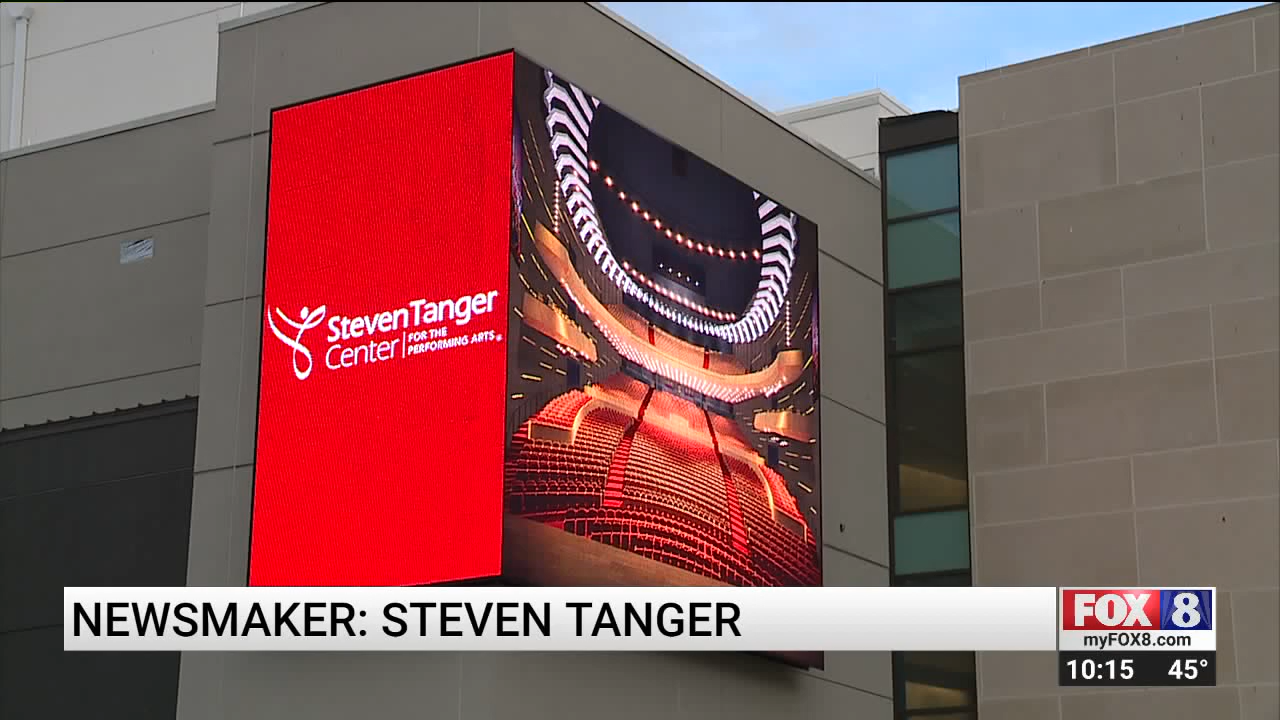 Steven Tanger
Center FOR THE
PERFORMING ARTS
NEWSMAKER: STEVEN TANGER
FOX 8
myFOX8.com
10:15 45°